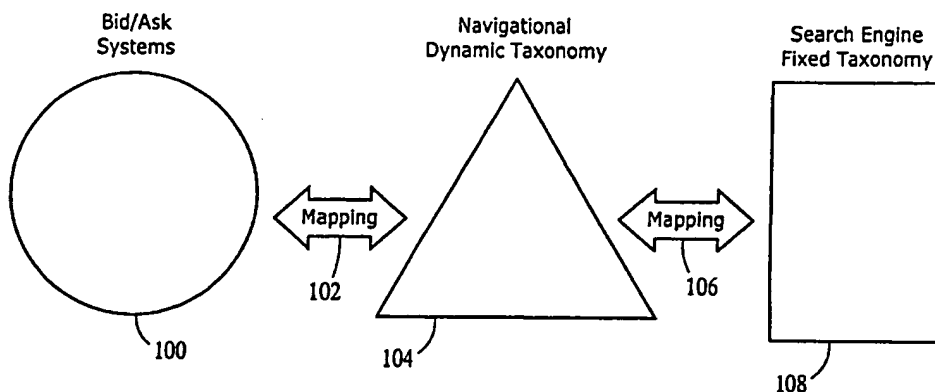 Bid/Ask
Systems
Navigational
Dynamic Taxonomy
Search Engine
Fixed Taxonomy
Mapping
Mapping
102
106
100
104
108